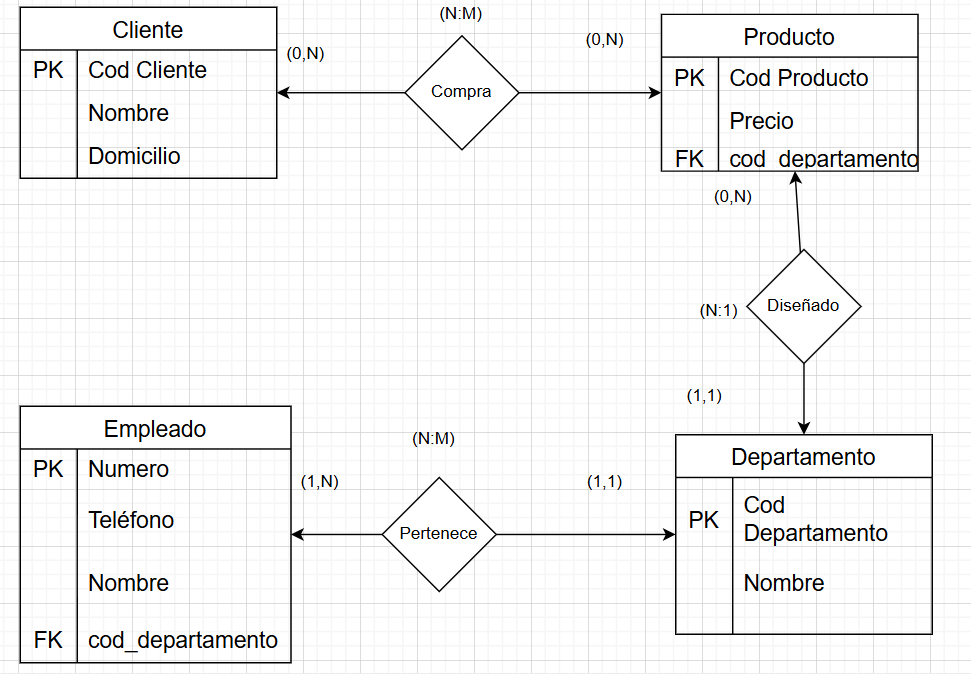 Cliente
PK Cod Cliente
Nombre
Domicilio
(0,N)
(N:M)
Compra
(0,N)
Producto
PK Cod Producto
Precio
FK cod_departamento
(0,N)
(N:1)
Diseñado
(1,1)
Empleado
PK Numero
Teléfono
Nombre
FK cod_departamento
(1,N)
(N:M)
Pertenece
(1,1)
Departamento
PK Cod
Departamento
Nombre